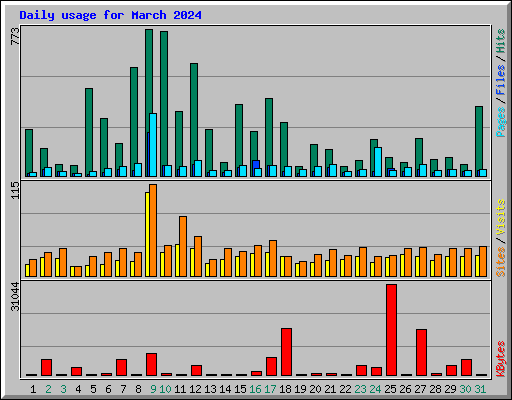 Daily usage for March 2024
773
Pages / Files / Hits
115
Sites / Visits
31044
KBytes
1 2 3 4 5 6 7 8 9 10 11 12 13 14 15 16 17 18 19 20 21 22 23 24 25 26 27 28 29 30 31